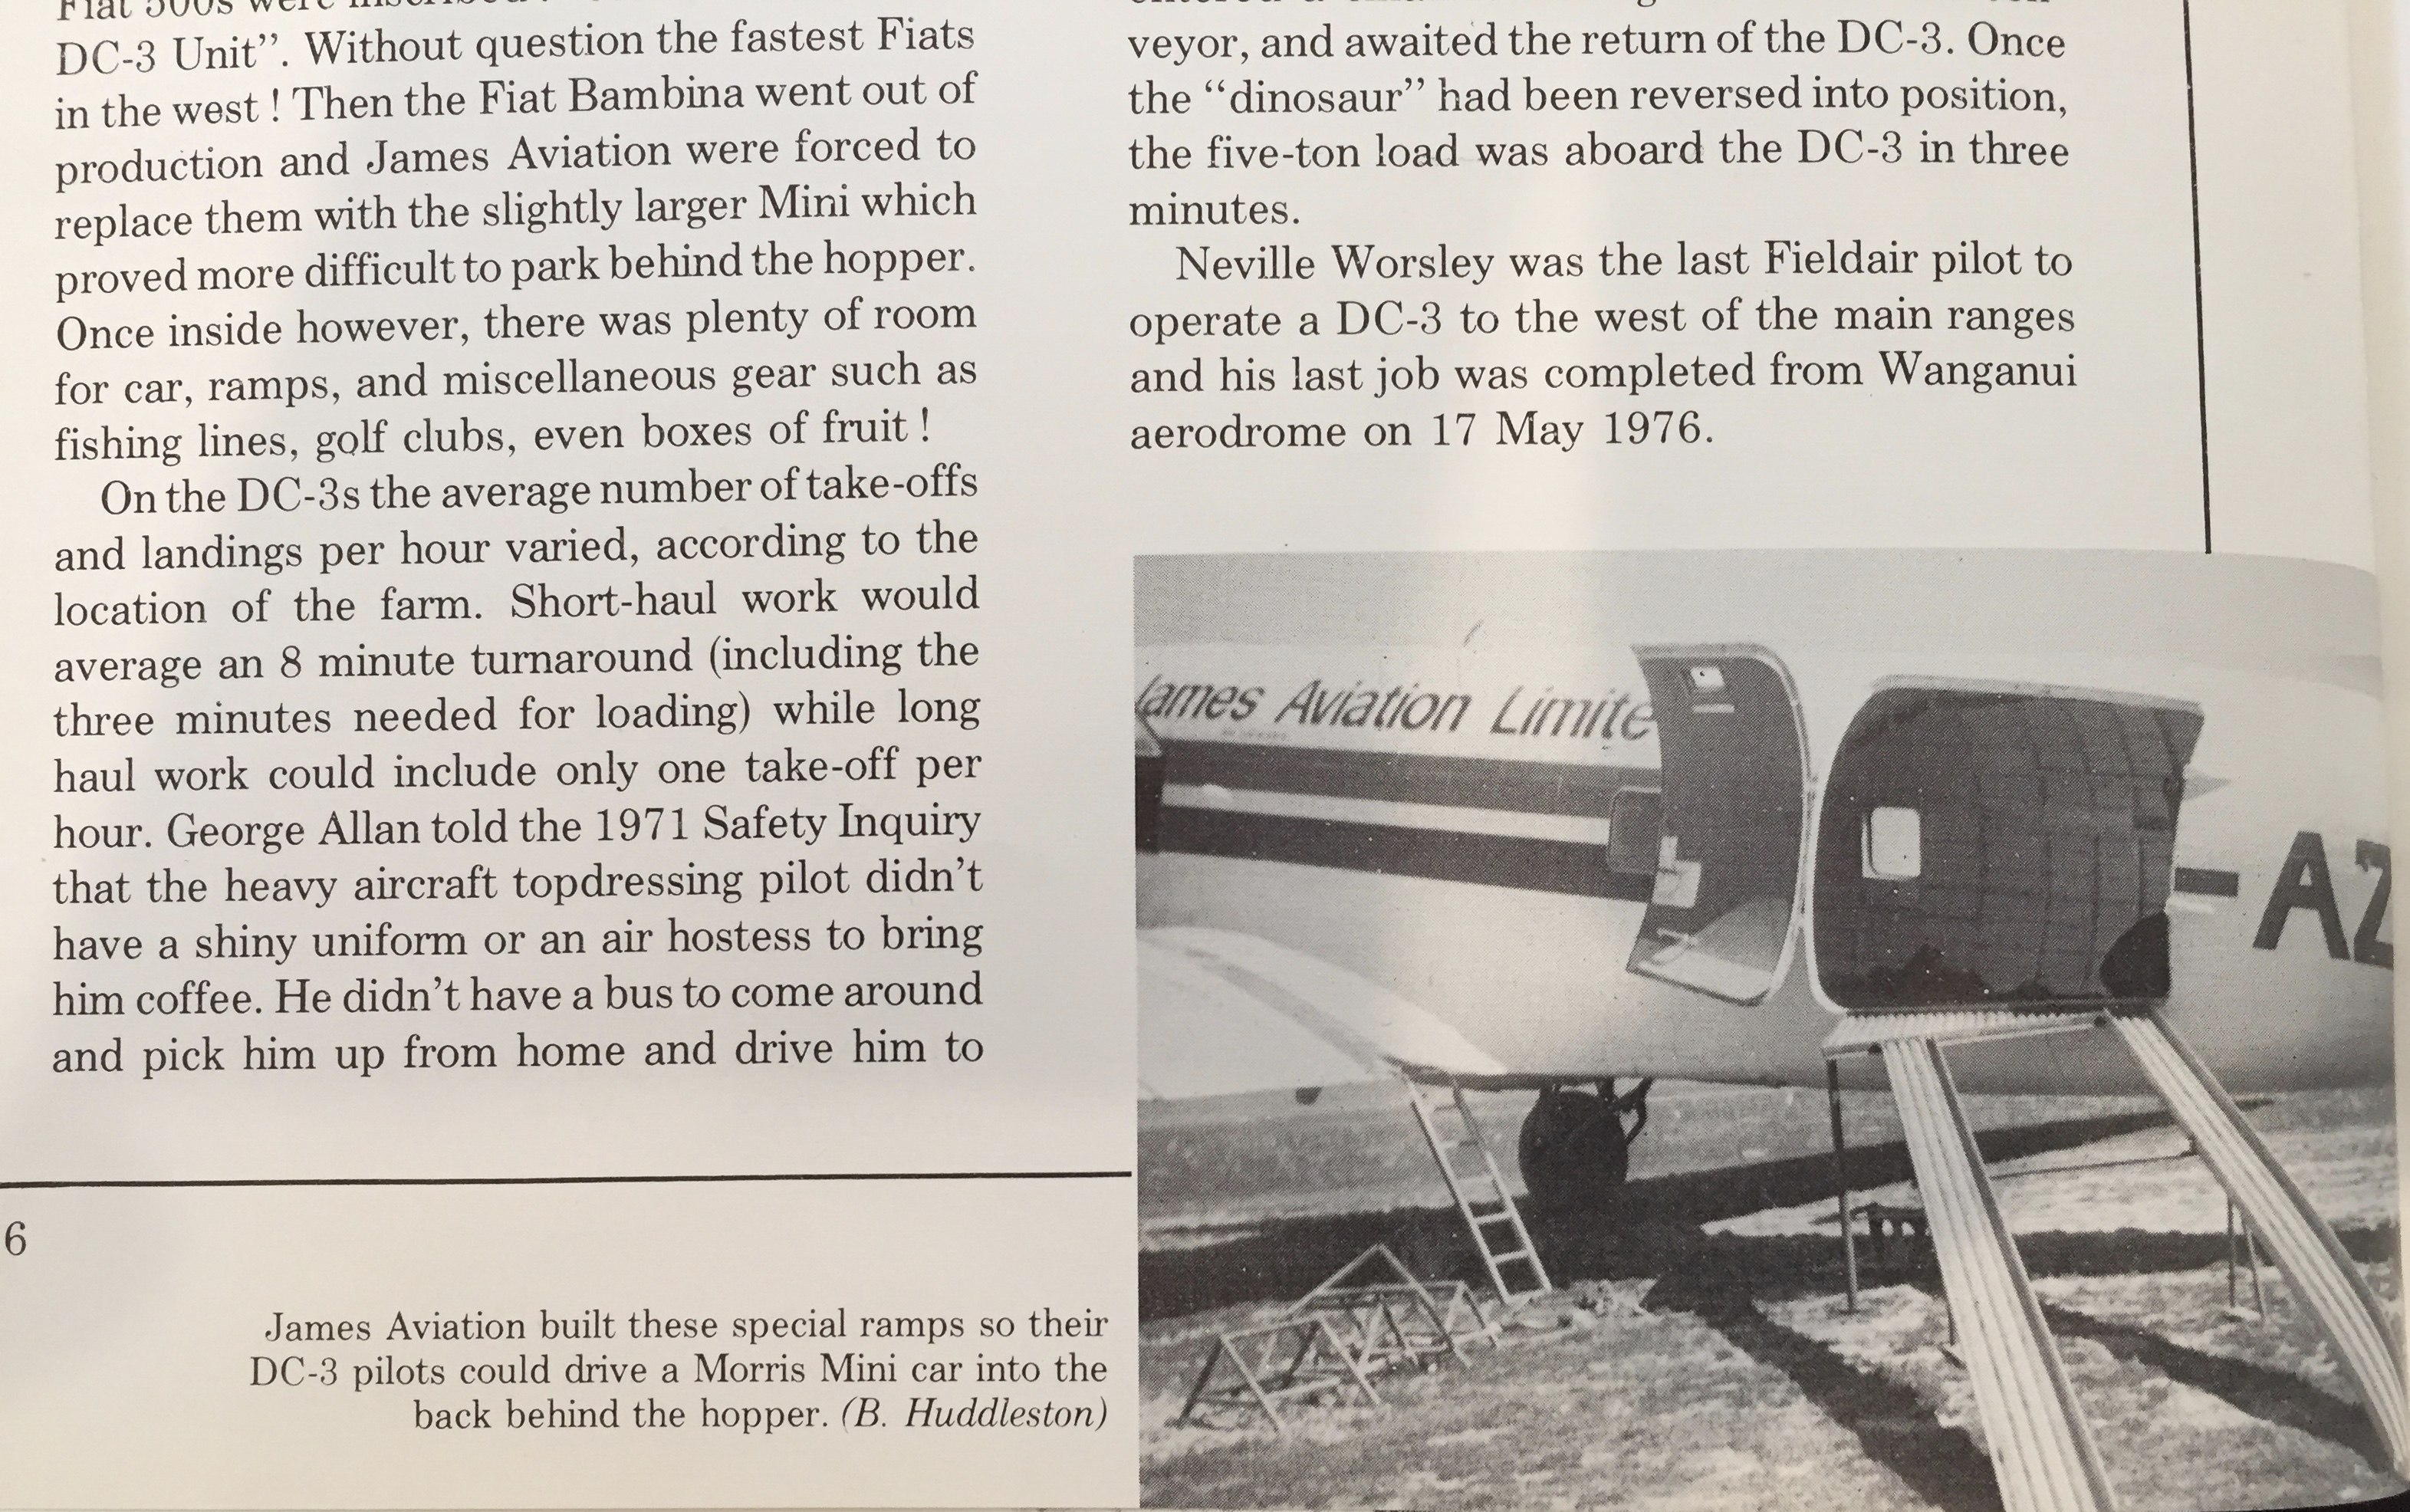 Fiat 500s were
DC-3 Unit”. Without question the fastest Fiats
in the west ! Then the Fiat Bambina went out of
production and James Aviation were forced to
replace them with the slightly larger Mini which
proved more difficult to park behind the hopper.
Once inside however, there was plenty of room
for car, ramps, and miscellaneous gear such as
fishing lines, golf clubs, even boxes of fruit !
On the DC-3s the average number of take-offs
and landings per hour varied, according to the
location of the farm. Short-haul work would
average an 8 minute turnaround (including the
three minutes needed for loading) while long
haul work could include only one take-off per
hour. George Allan told the 1971 Safety Inquiry
that the heavy aircraft topdressing pilot didn’t
have a shiny uniform or an air hostess to bring
him coffee. He didn’t have a bus to come around
and pick him up from home and drive him to
veyor, and awaited the return of the DC-3. Once
the “dinosaur” had been reversed into position,
the five-ton load was aboard the DC-3 in three
minutes.
Neville Worsley was the last Fieldair pilot to
operate a DC-3 to the west of the main ranges
and his last job was completed from Wanganui
aerodrome on 17 May 1976.
James Aviation Limite
-AZ
6
James Aviation built these special ramps so their
DC-3 pilots could drive a Morris Mini car into the
back behind the hopper. (B. Huddleston)